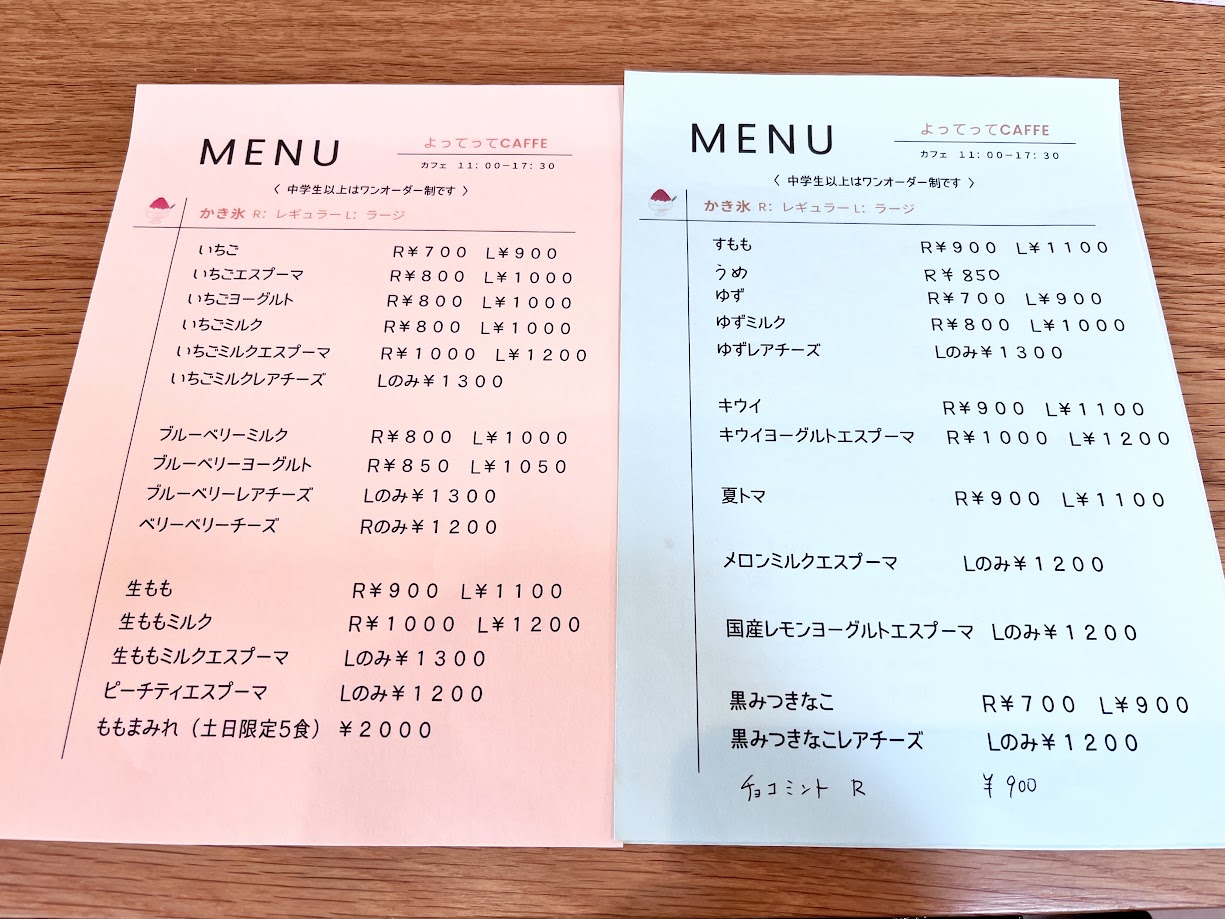 MENU
よってってCAFFE
カフェ 11:00−17:30
〈 中学生以上はワンオーダー制です 〉
かき氷 R: レギュラー L: ラージ
いちご R¥700 L¥900
いちごエスプーマ R¥800 L¥1000
いちごヨーグルト R¥800 L¥1000
いちごミルク R¥800 L¥1000
いちごミルクエスプーマ R¥1000 L¥1200
いちごミルクレアチーズ Lのみ¥1300
ブルーベリーミルク R¥800 L¥1000
ブルーベリーヨーグルト R¥850 L¥1050
ブルーベリーレアチーズ Lのみ¥1300
ベリーベリーチーズ Rのみ¥1200
生もも R¥900 L¥1100
生ももミルク R¥1000 L¥1200
生ももミルクエスプーマ Lのみ¥1300
ピーチティエスプーマ Lのみ¥1200
ももまみれ（土日限定5食） ¥2000
MENU
よってってCAFFE
カフェ 11:00−17:30
〈 中学生以上はワンオーダー制です 〉
かき氷 R: レギュラー L: ラージ
すもも R¥900 L¥1100
うめ R¥850
ゆず R¥700 L¥900
ゆずミルク R¥800 L¥1000
ゆずレアチーズ Lのみ¥1300
キウイ R¥900 L¥1100
キウイヨーグルトエスプーマ R¥1000 L¥1200
夏トマ R¥900 L¥1100
メロンミルクエスプーマ Lのみ¥1200
国産レモンヨーグルトエスプーマ Lのみ¥1200
黒みつきなこ R¥700 L¥900
黒みつきなこレアチーズ Lのみ¥1200
チョコミント R ¥900